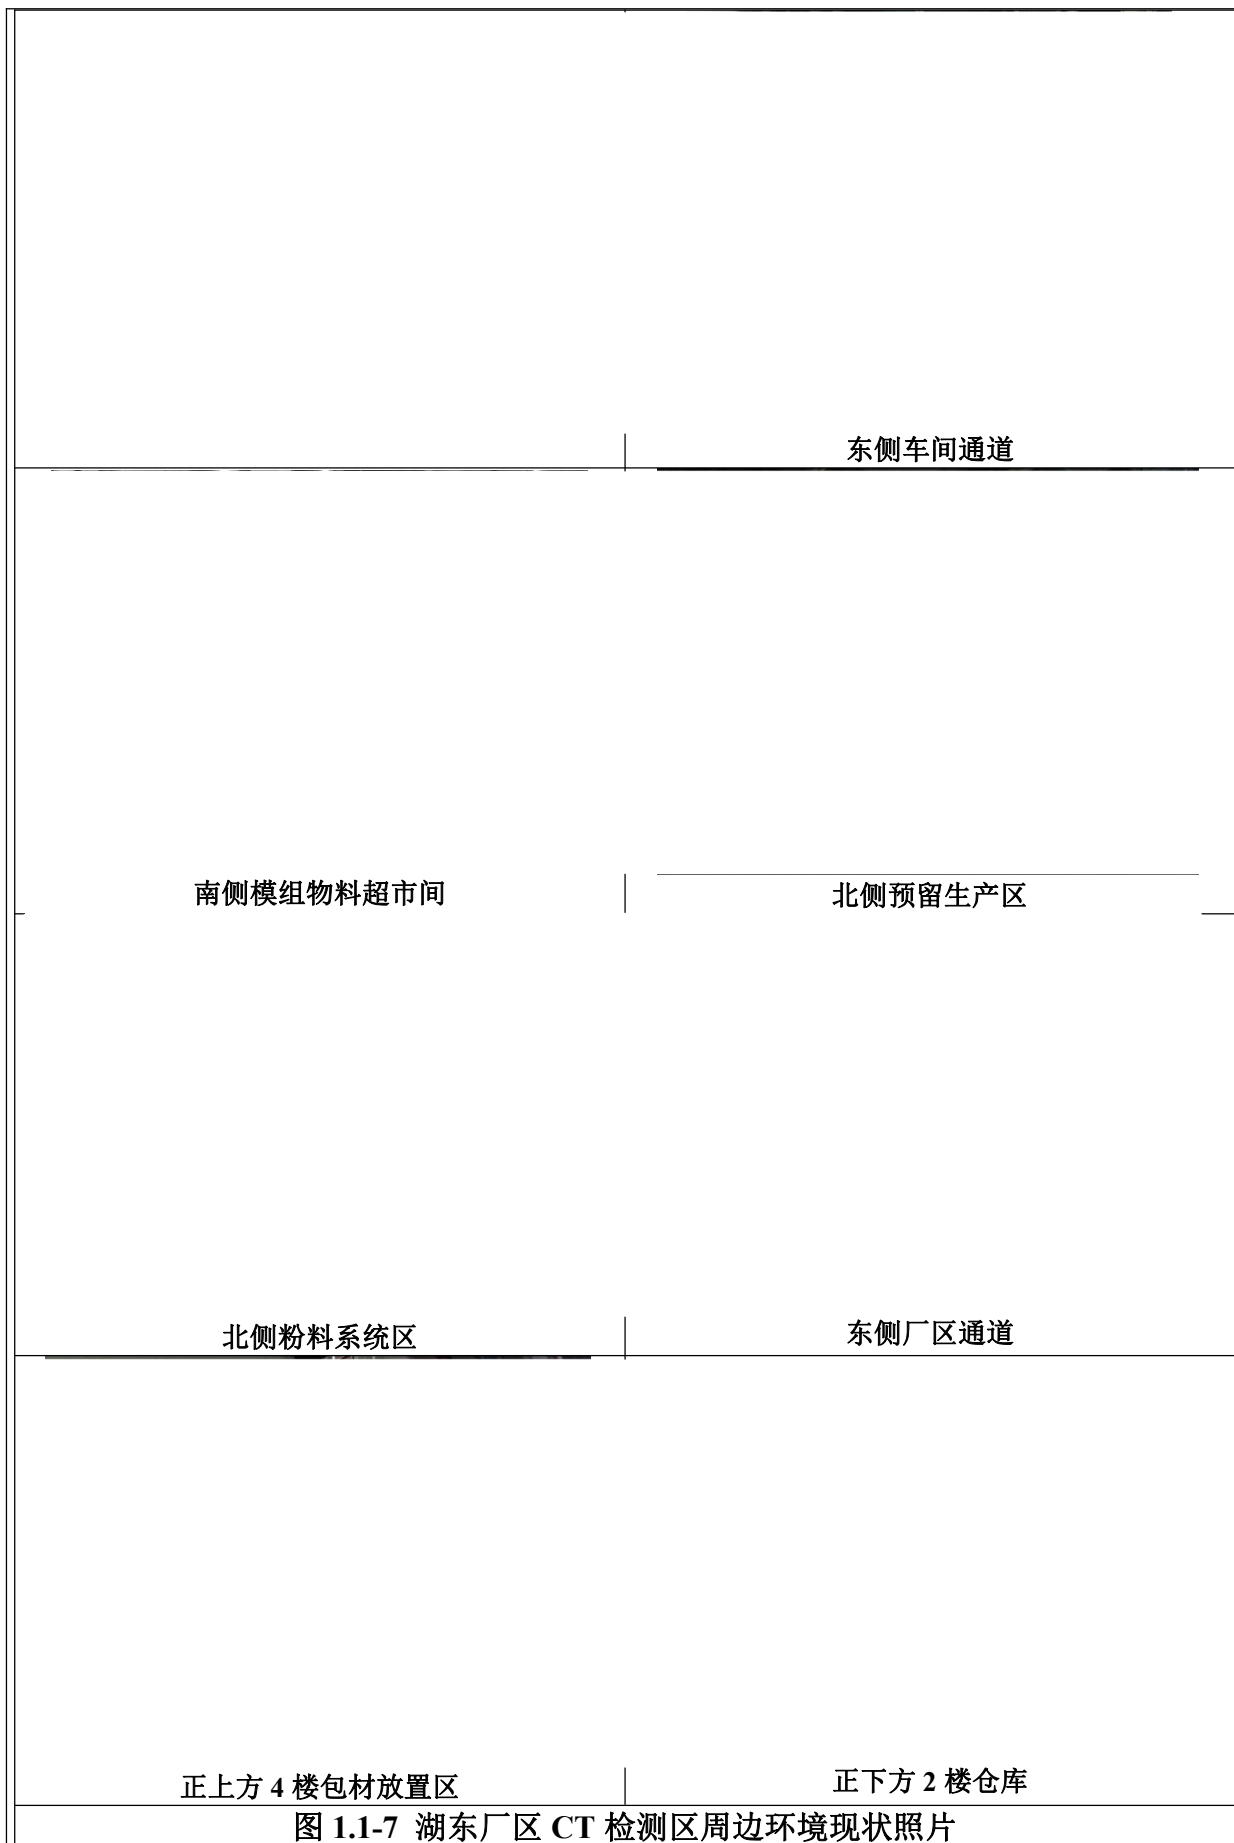 东侧车间通道
南侧模组物料超市间
北侧预留生产区
北侧粉料系统区
东侧厂区通道
正上方 4 楼包材放置区
正下方 2 楼仓库
图 1.1-7 湖东厂区 CT 检测区周边环境现状照片